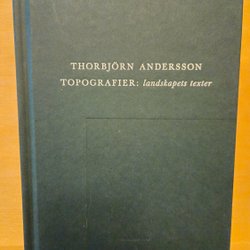 THORBJÖRN ANDERSSON
TOPOGRAFIER: landskapets texter